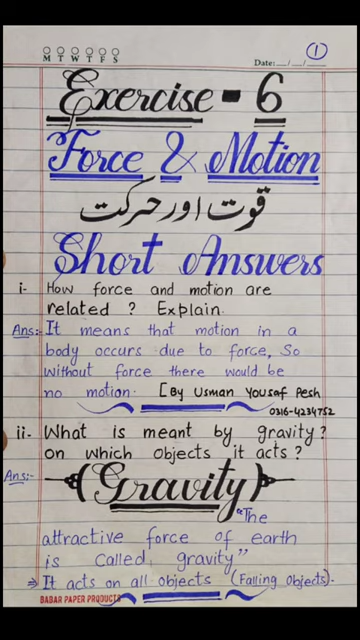 1
M T W T F S
Date: __/__/__
Exercise - 6
Force & Motion
قوت اور حرکت
Short Answers
i- How force and motion are
related ? Explain.
Ans:- It means that motion in a
body occurs due to force, So
without force there would be
no motion. [By Usman Yousaf Pesh
0316-4234752
ii- What is meant by gravity?
on which objects it acts ?
Ans:-
(Gravity)
"The
attractive force of earth
is called gravity"
⇒ It acts on all objects (Falling Objects).
BABAR PAPER PRODUCTS